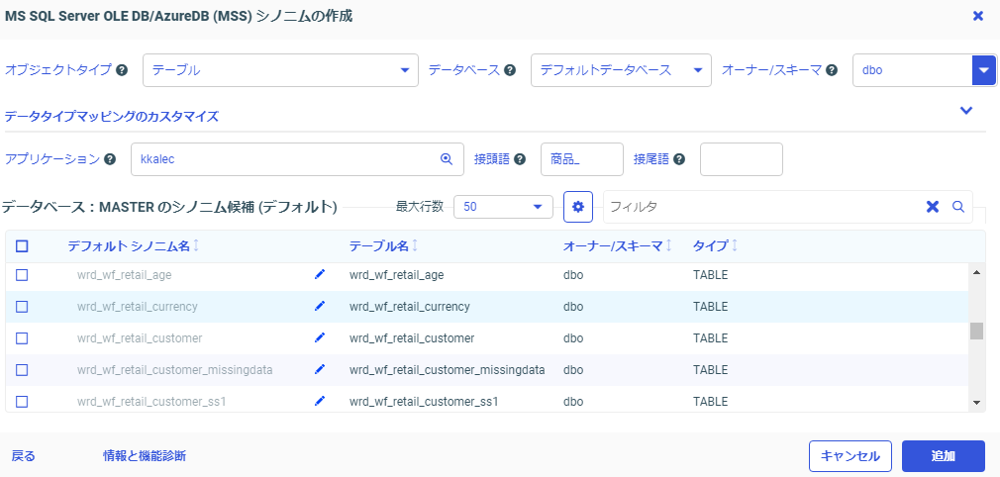 MS SQL Server OLE DB/AzureDB (MSS) シノニムの作成
オブジェクトタイプ テーブル データベース デフォルトデータベース オーナー/スキーマ dbo
データタイプマッピングのカスタマイズ
アプリケーション kkalec 接頭語 商品_ 接尾語
データベース：MASTER のシノニム候補 (デフォルト) 最大行数 50 フィルタ
デフォルト シノニム名 テーブル名 オーナー/スキーマ タイプ
wrd_wf_retail_age wrd_wf_retail_age dbo TABLE
wrd_wf_retail_currency wrd_wf_retail_currency dbo TABLE
wrd_wf_retail_customer wrd_wf_retail_customer dbo TABLE
wrd_wf_retail_customer_missingdata wrd_wf_retail_customer_missingdata dbo TABLE
wrd_wf_retail_customer_ss1 wrd_wf_retail_customer_ss1 dbo TABLE
戻る 情報と機能診断 キャンセル 追加